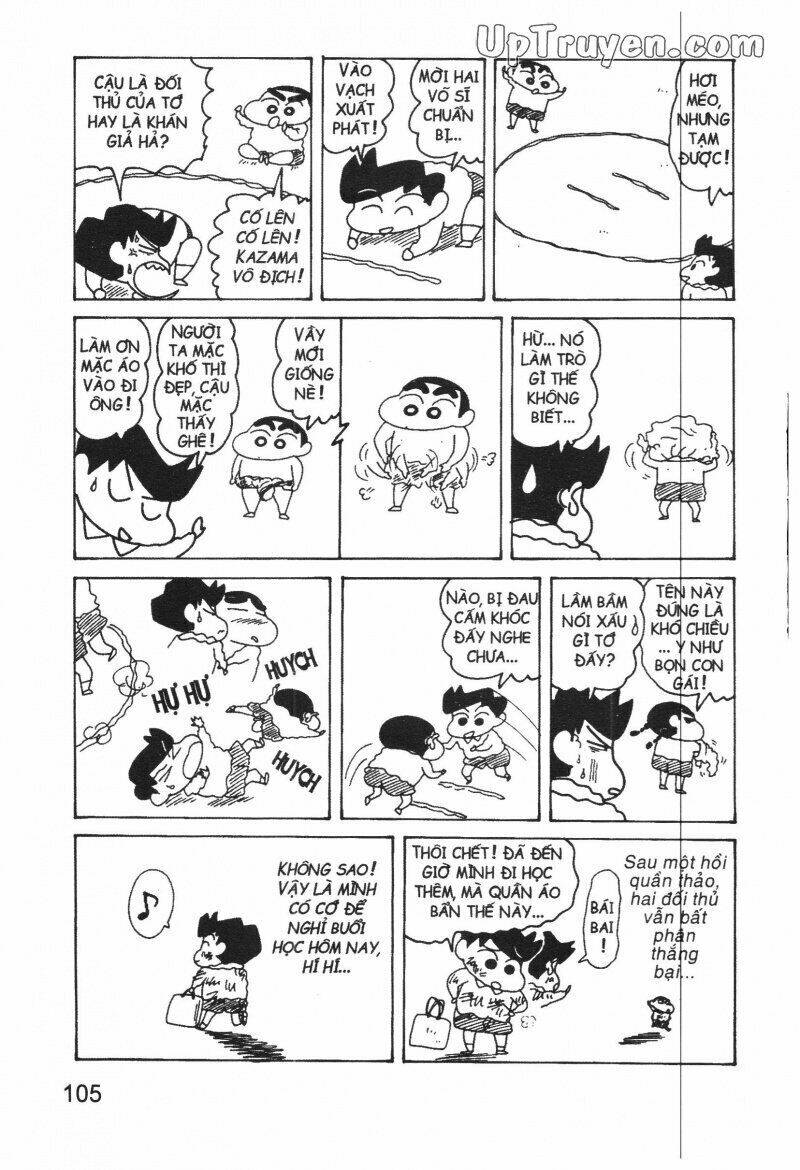 UpTruyen.com
HƠI
MÉO,
NHƯNG
TẠM
ĐƯỢC!
MỜI HAI
VÕ SĨ
CHUẨN
BỊ...
VÀO
VẠCH
XUẤT
PHÁT!
CẬU LÀ ĐỐI
THỦ CỦA TỚ
HAY LÀ KHÁN
GIẢ HẢ?
CỐ LÊN
CỐ LÊN!
KAZAMA
VÔ ĐỊCH!
HỪ... NÓ
LÀM TRÒ
GÌ THẾ
KHÔNG
BIẾT...
VẦY
MỚI
GIỐNG
NÈ!
NGƯỜI
TA MẶC
KHỐ THÌ
ĐẸP, CẬU
MẶC
THẤY
GHÊ!
LÀM ƠN
MẶC ÁO
VÀO ĐI
ÔNG!
TÊN NÀY
ĐÚNG LÀ
KHÓ CHIỀU
... Y NHƯ
BỌN CON
GÁI!
LẦM BẦM
NÓI XẤU
GÌ TỚ
ĐẤY?
NÀO, BỊ ĐAU
CẤM KHÓC
ĐẤY NGHE
CHƯA...
HUỴCH
HỰ HỰ
HUỴCH
Sau một hồi
quần thảo,
hai đối thủ
vẫn bất
phân
thắng
bại...
BÁI
BAI
!
THÔI CHẾT! ĐÃ ĐẾN
GIỜ MÌNH ĐI HỌC
THÊM, MÀ QUẦN ÁO
BẨN THẾ NÀY...
KHÔNG SAO!
VẬY LÀ MÌNH
CÓ CỚ ĐỂ
NGHỈ BUỔI
HỌC HÔM NAY,
HÍ HÍ...
105